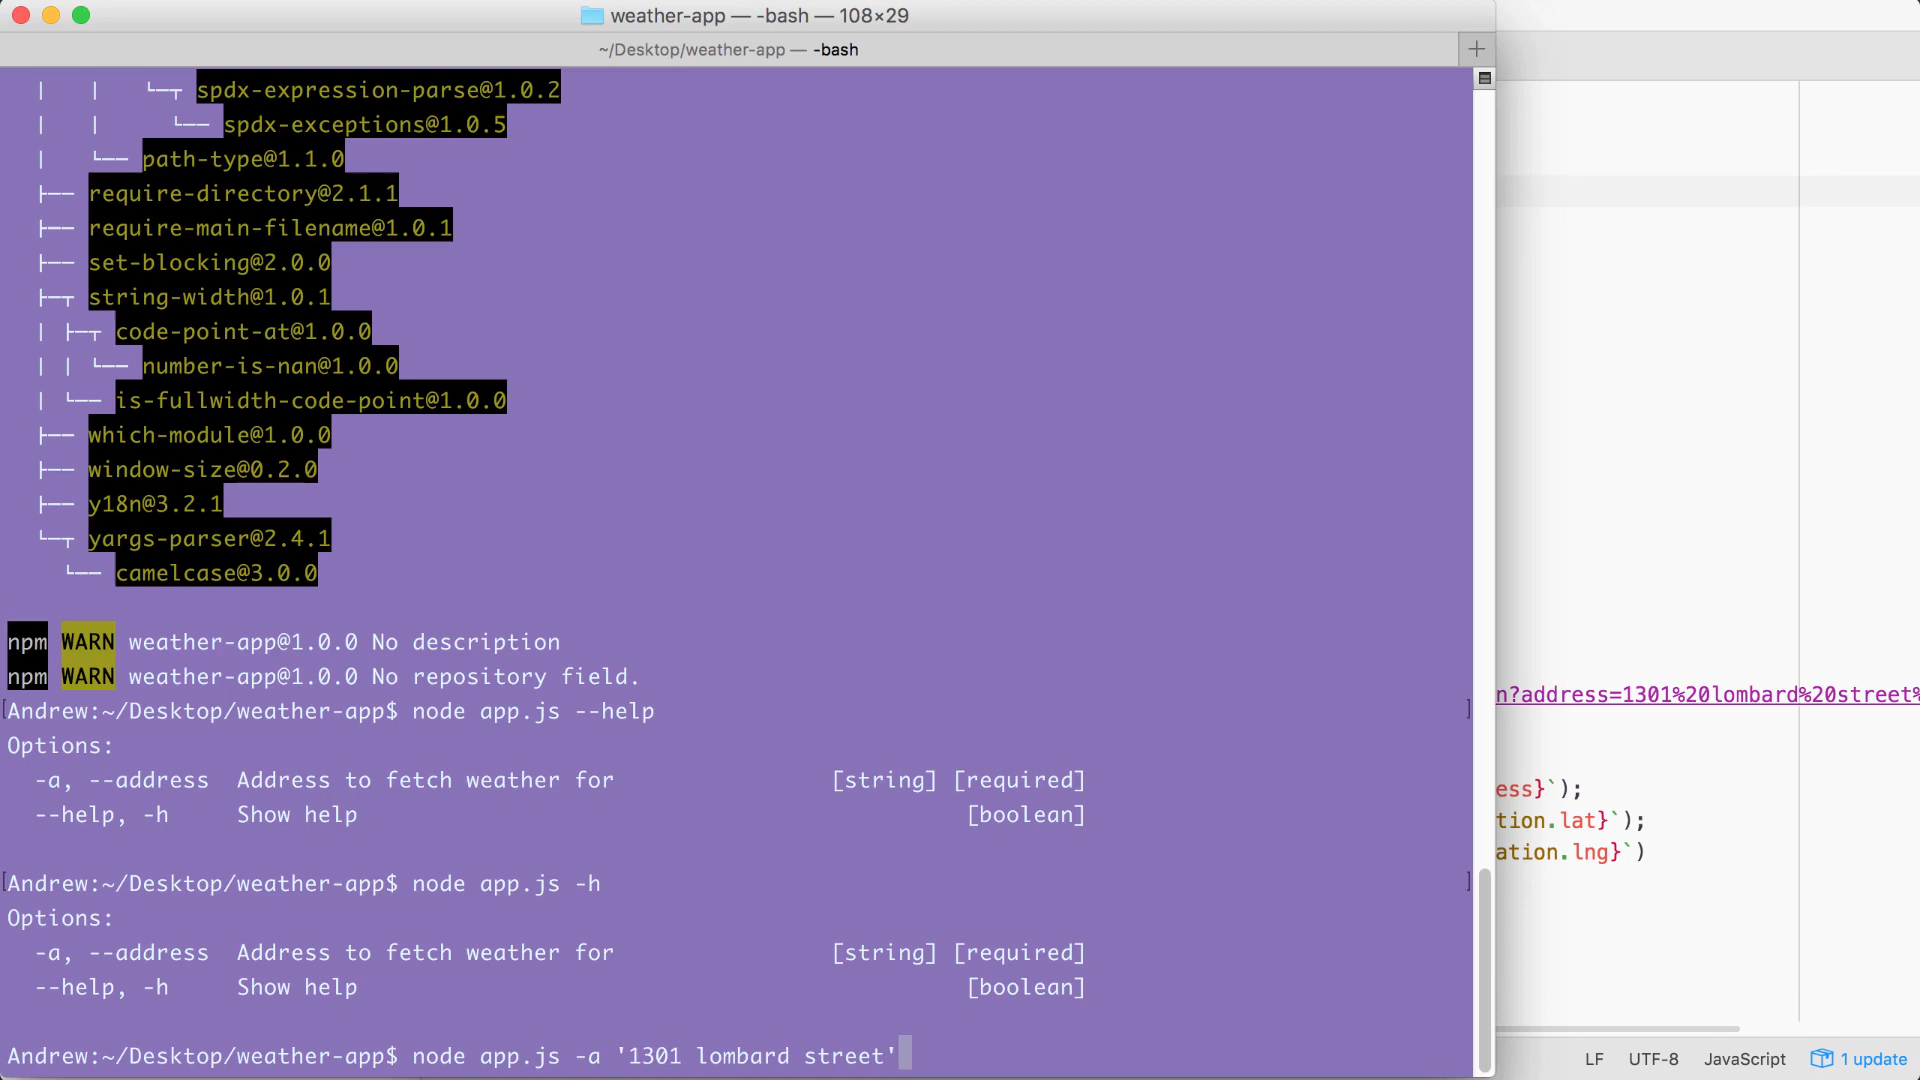 weather-app — -bash — 108×29
~/Desktop/weather-app — -bash
| | └─┬ spdx-expression-parse@1.0.2
| | └── spdx-exceptions@1.0.5
| └── path-type@1.1.0
├── require-directory@2.1.1
├── require-main-filename@1.0.1
├── set-blocking@2.0.0
├─┬ string-width@1.0.1
| ├─┬ code-point-at@1.0.0
| | └── number-is-nan@1.0.0
| └── is-fullwidth-code-point@1.0.0
├── which-module@1.0.0
├── window-size@0.2.0
├── y18n@3.2.1
└─┬ yargs-parser@2.4.1
└── camelcase@3.0.0
npm WARN weather-app@1.0.0 No description
npm WARN weather-app@1.0.0 No repository field.
[Andrew:~/Desktop/weather-app$ node app.js --help ]
Options:
-a, --address Address to fetch weather for [string] [required]
--help, -h Show help [boolean]
[Andrew:~/Desktop/weather-app$ node app.js -h ]
Options:
-a, --address Address to fetch weather for [string] [required]
--help, -h Show help [boolean]
Andrew:~/Desktop/weather-app$ node app.js -a '1301 lombard street'
n?address=1301%20lombard%20street%
ess}`);
tion.lat}`);
ation.lng}`)
LF UTF-8 JavaScript 1 update